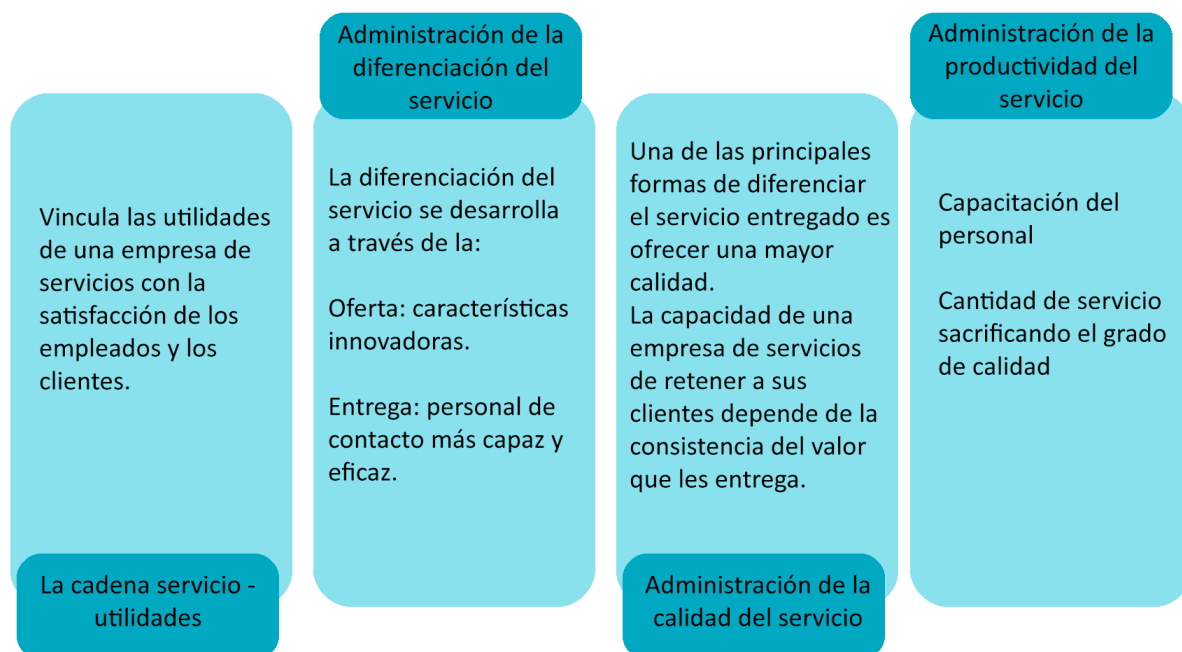 Vincula las utilidades
de una empresa de
servicios con la
satisfacción de los
empleados y los
clientes.
La cadena servicio -
utilidades
Administración de la
diferenciación del
servicio
La diferenciación del
servicio se desarrolla
a través de la:
Oferta: características
innovadoras.
Entrega: personal de
contacto más capaz y
eficaz.
Una de las principales
formas de diferenciar
el servicio entregado es
ofrecer una mayor
calidad.
La capacidad de una
empresa de servicios
de retener a sus
clientes depende de la
consistencia del valor
que les entrega.
Administración de la
calidad del servicio
Administración de la
productividad del
servicio
Capacitación del
personal
Cantidad de servicio
sacrificando el grado
de calidad